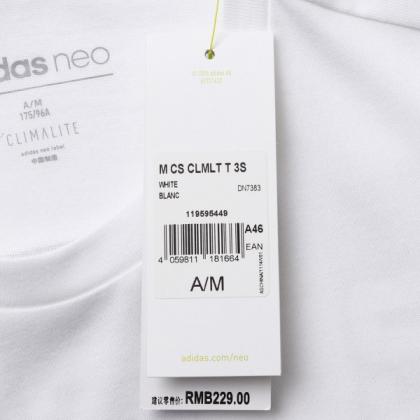 das neo
A/M
175/96A
CLIMALITE
adidas neo label
中国制造
M CS CLMLT T 3S
WHITE
DN7383
BLANC
119595449
A46
EAN
4 059811 181664
A/M
adidas.com/neo
建议零售价: RMB229.00